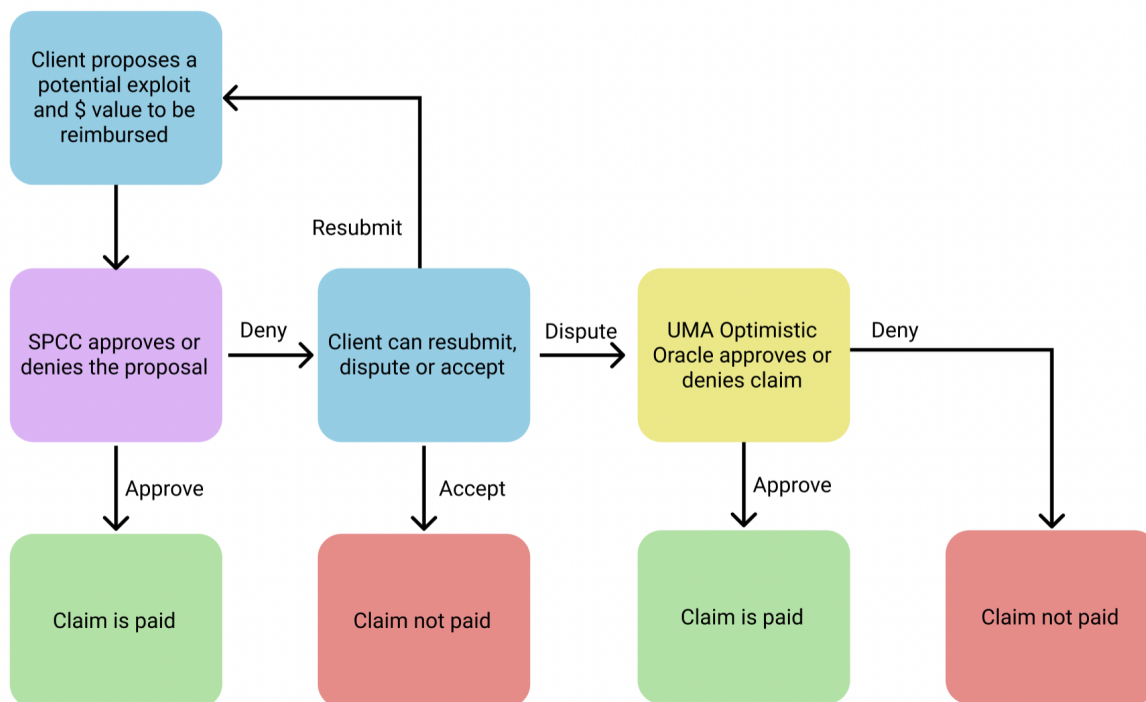 Client proposes a
potential exploit
and $ value to be
reimbursed
Resubmit
SPCC approves or
denies the proposal
Deny
Client can resubmit,
dispute or accept
Dispute
UMA Optimistic
Oracle approves or
denies claim
Deny
Approve
Accept
Approve
Claim is paid
Claim not paid
Claim is paid
Claim not paid